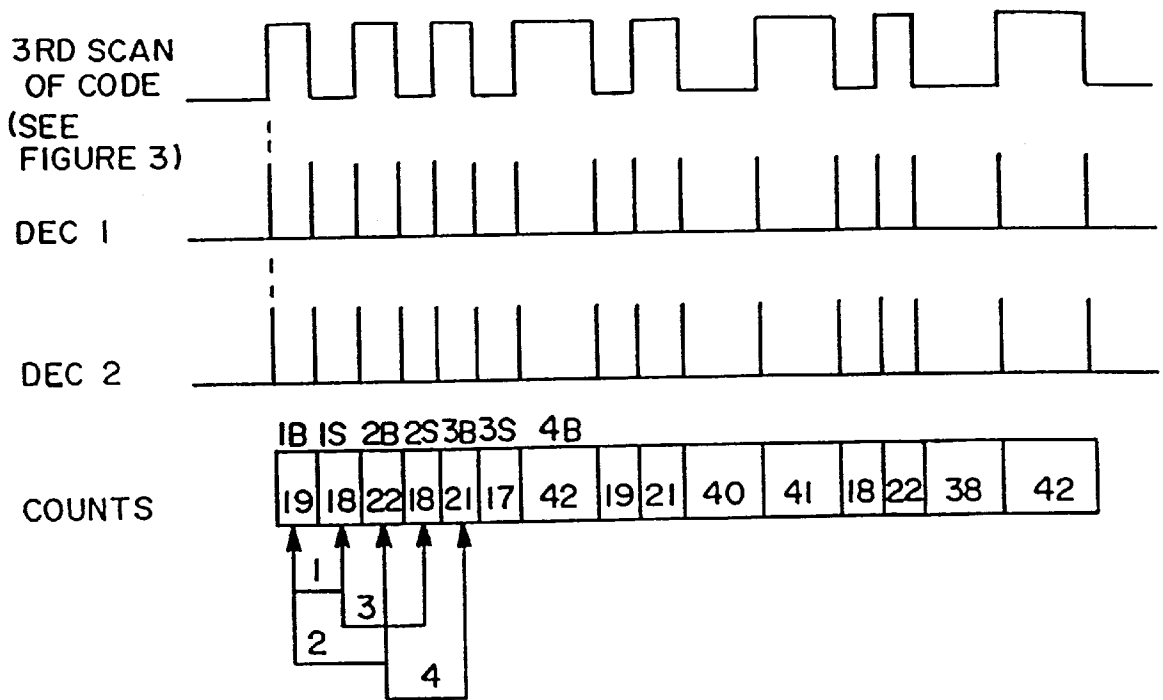 3RD SCAN
OF CODE
(SEE
FIGURE 3)
DEC 1
DEC 2
1B 1S 2B 2S 3B 3S 4B
COUNTS 19 18 22 18 21 17 42 19 21 40 41 18 22 38 42
1
3
2
4